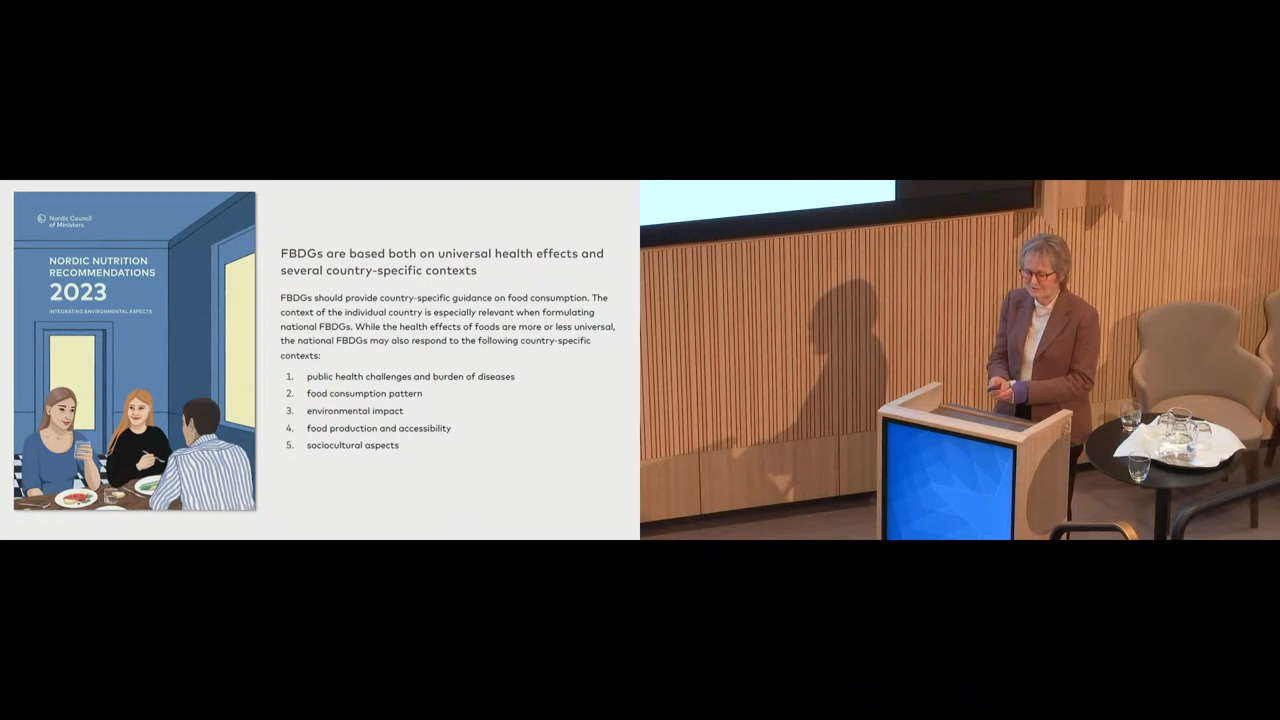 Nordic Council
of Ministers
NORDIC NUTRITION
RECOMMENDATIONS
2023
INTEGRATING ENVIRONMENTAL ASPECTS
FBDGs are based both on universal health effects and
several country-specific contexts
FBDGs should provide country-specific guidance on food consumption. The
context of the individual country is especially relevant when formulating
national FBDGs. While the health effects of foods are more or less universal,
the national FBDGs may also respond to the following country-specific
contexts:
1. public health challenges and burden of diseases
2. food consumption pattern
3. environmental impact
4. food production and accessibility
5. sociocultural aspects